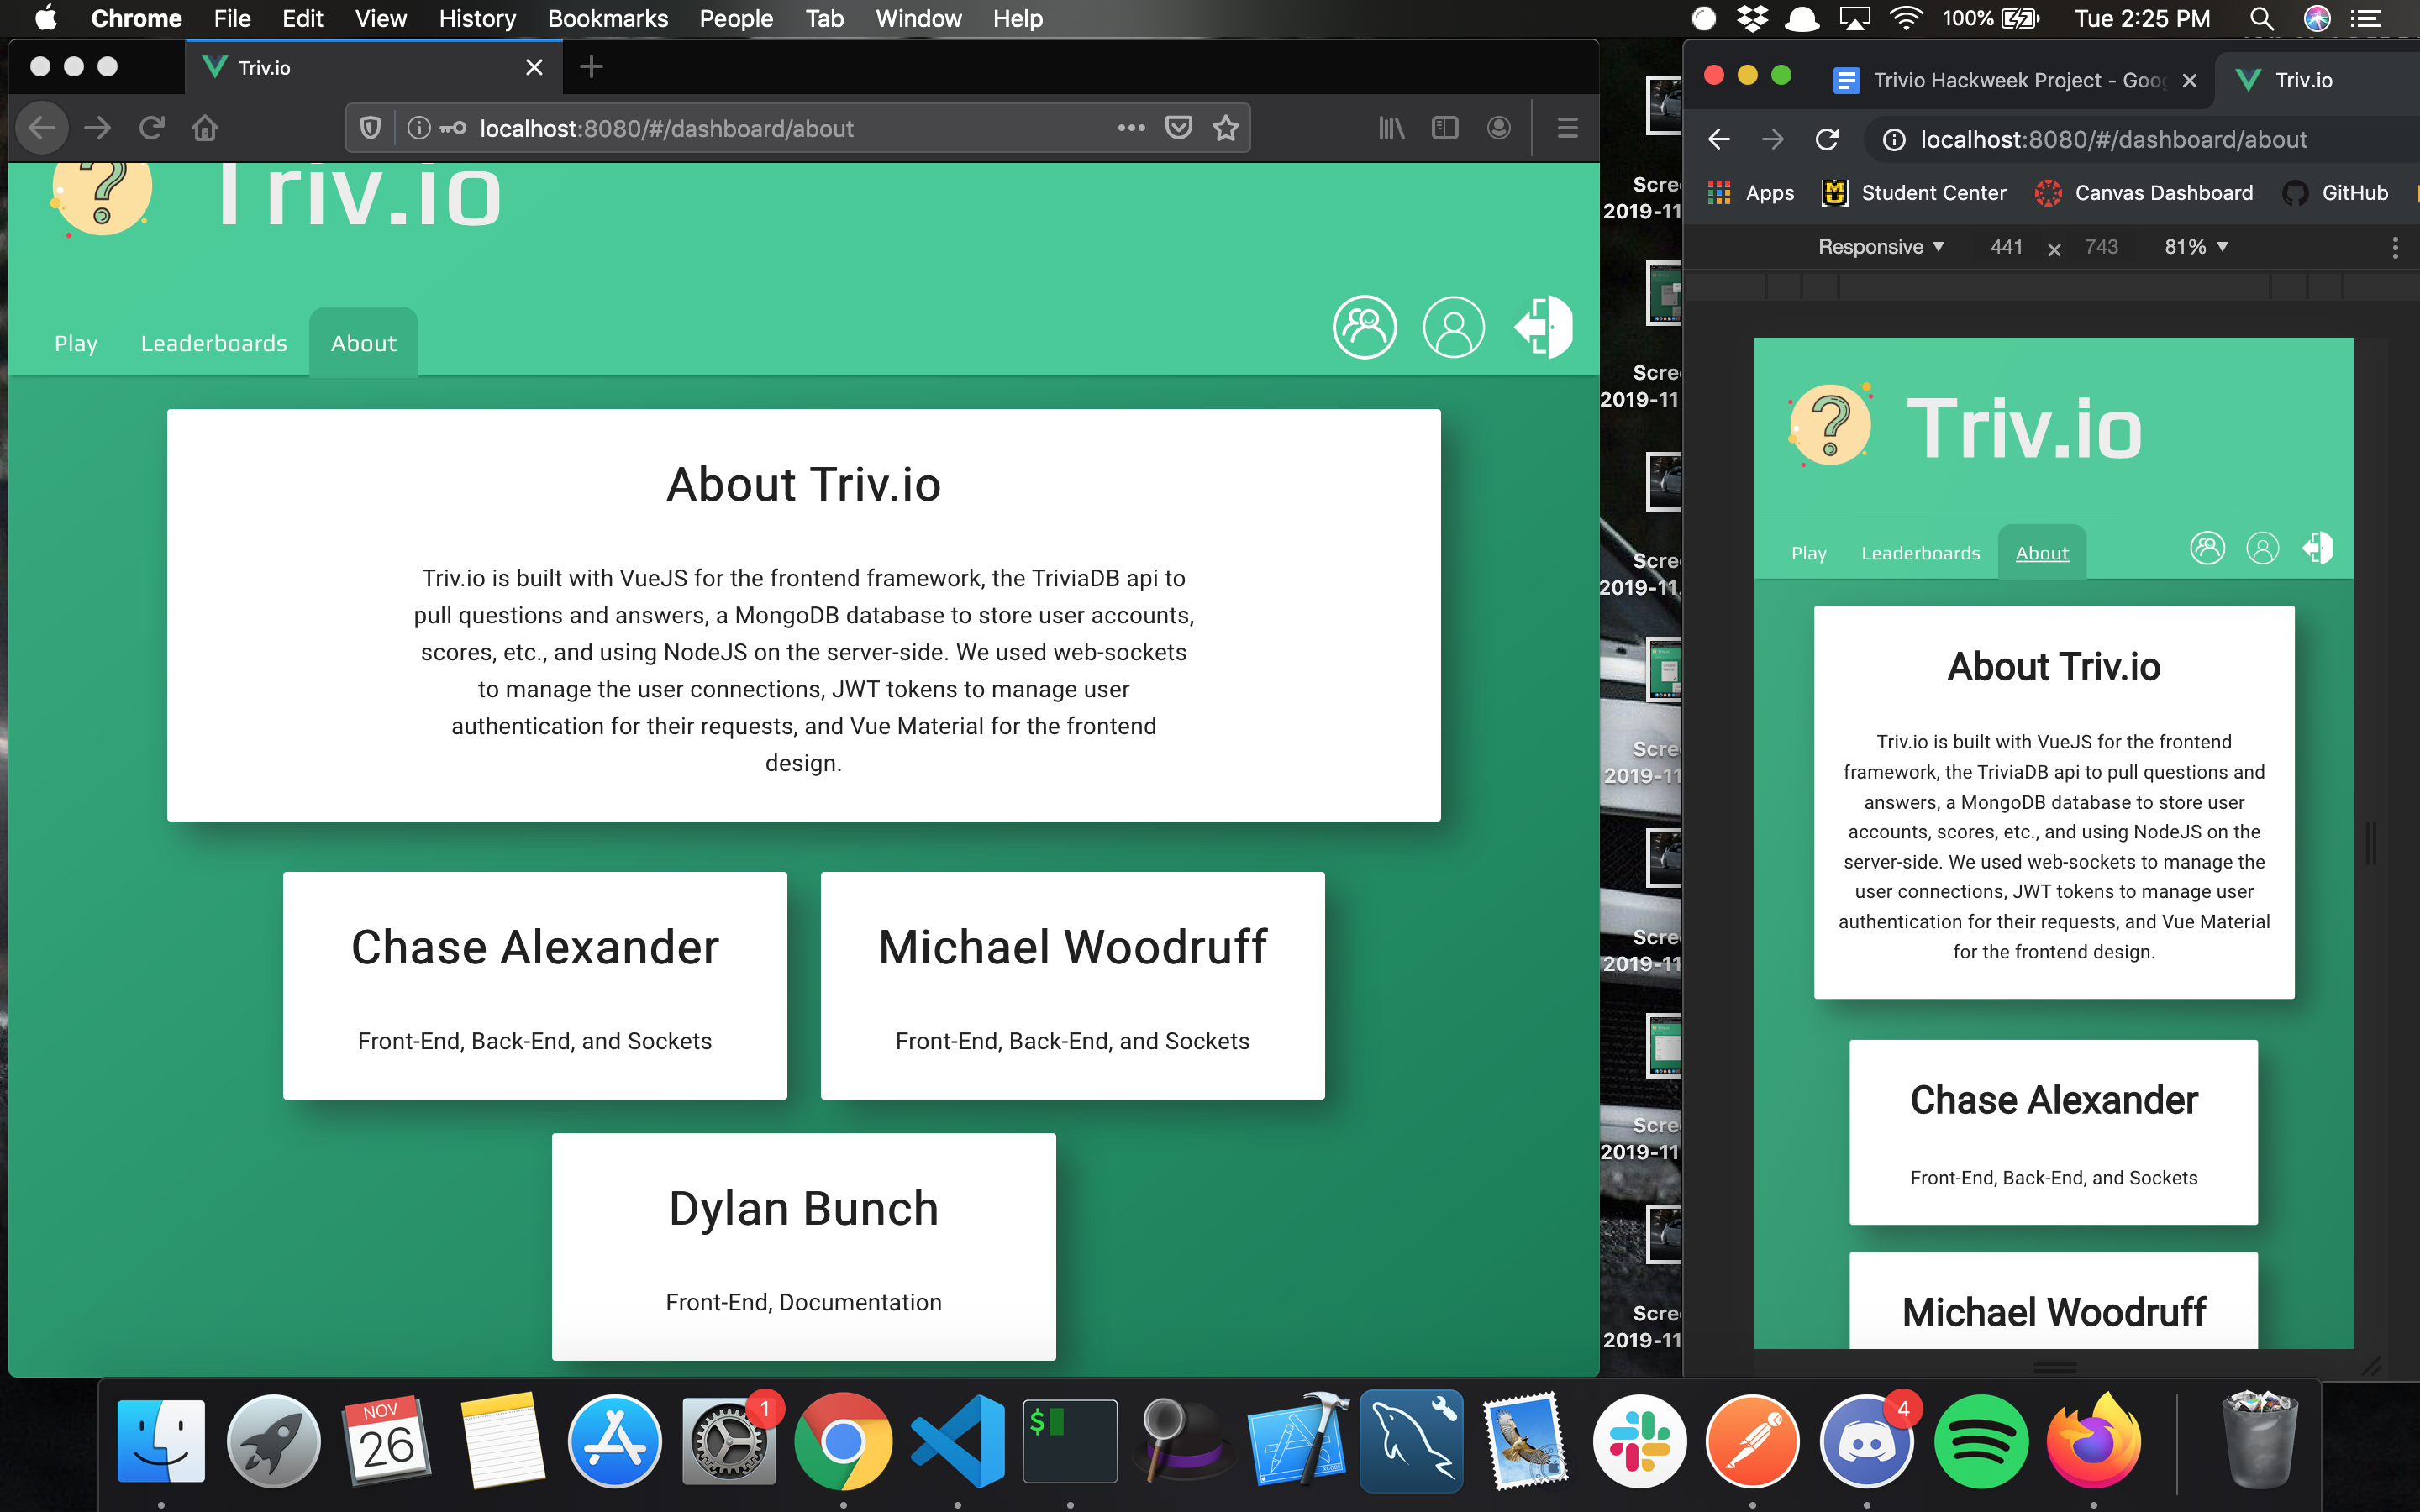 Chrome File Edit View History Bookmarks People Tab Window Help
100% Tue 2:25 PM
Triv.io
localhost:8080/#/dashboard/about
Triv.io
Play Leaderboards About
About Triv.io
Triv.io is built with VueJS for the frontend framework, the TriviaDB api to
pull questions and answers, a MongoDB database to store user accounts,
scores, etc., and using NodeJS on the server-side. We used web-sockets
to manage the user connections, JWT tokens to manage user
authentication for their requests, and Vue Material for the frontend
design.
Chase Alexander
Front-End, Back-End, and Sockets
Michael Woodruff
Front-End, Back-End, and Sockets
Dylan Bunch
Front-End, Documentation
Scre
2019-11
Scre
2019-11.
Scre
2019-11.
Scre
2019-11
Scre
2019-11
Scre
2019-11
Scre
2019-11
Trivio Hackweek Project - Goo
Triv.io
localhost:8080/#/dashboard/about
Apps Student Center Canvas Dashboard GitHub
Responsive 441 x 743 81%
Triv.io
Play Leaderboards About
About Triv.io
Triv.io is built with VueJS for the frontend
framework, the TriviaDB api to pull questions and
answers, a MongoDB database to store user
accounts, scores, etc., and using NodeJS on the
server-side. We used web-sockets to manage the
user connections, JWT tokens to manage user
authentication for their requests, and Vue Material
for the frontend design.
Chase Alexander
Front-End, Back-End, and Sockets
Michael Woodruff
NOV
26
1
$
4